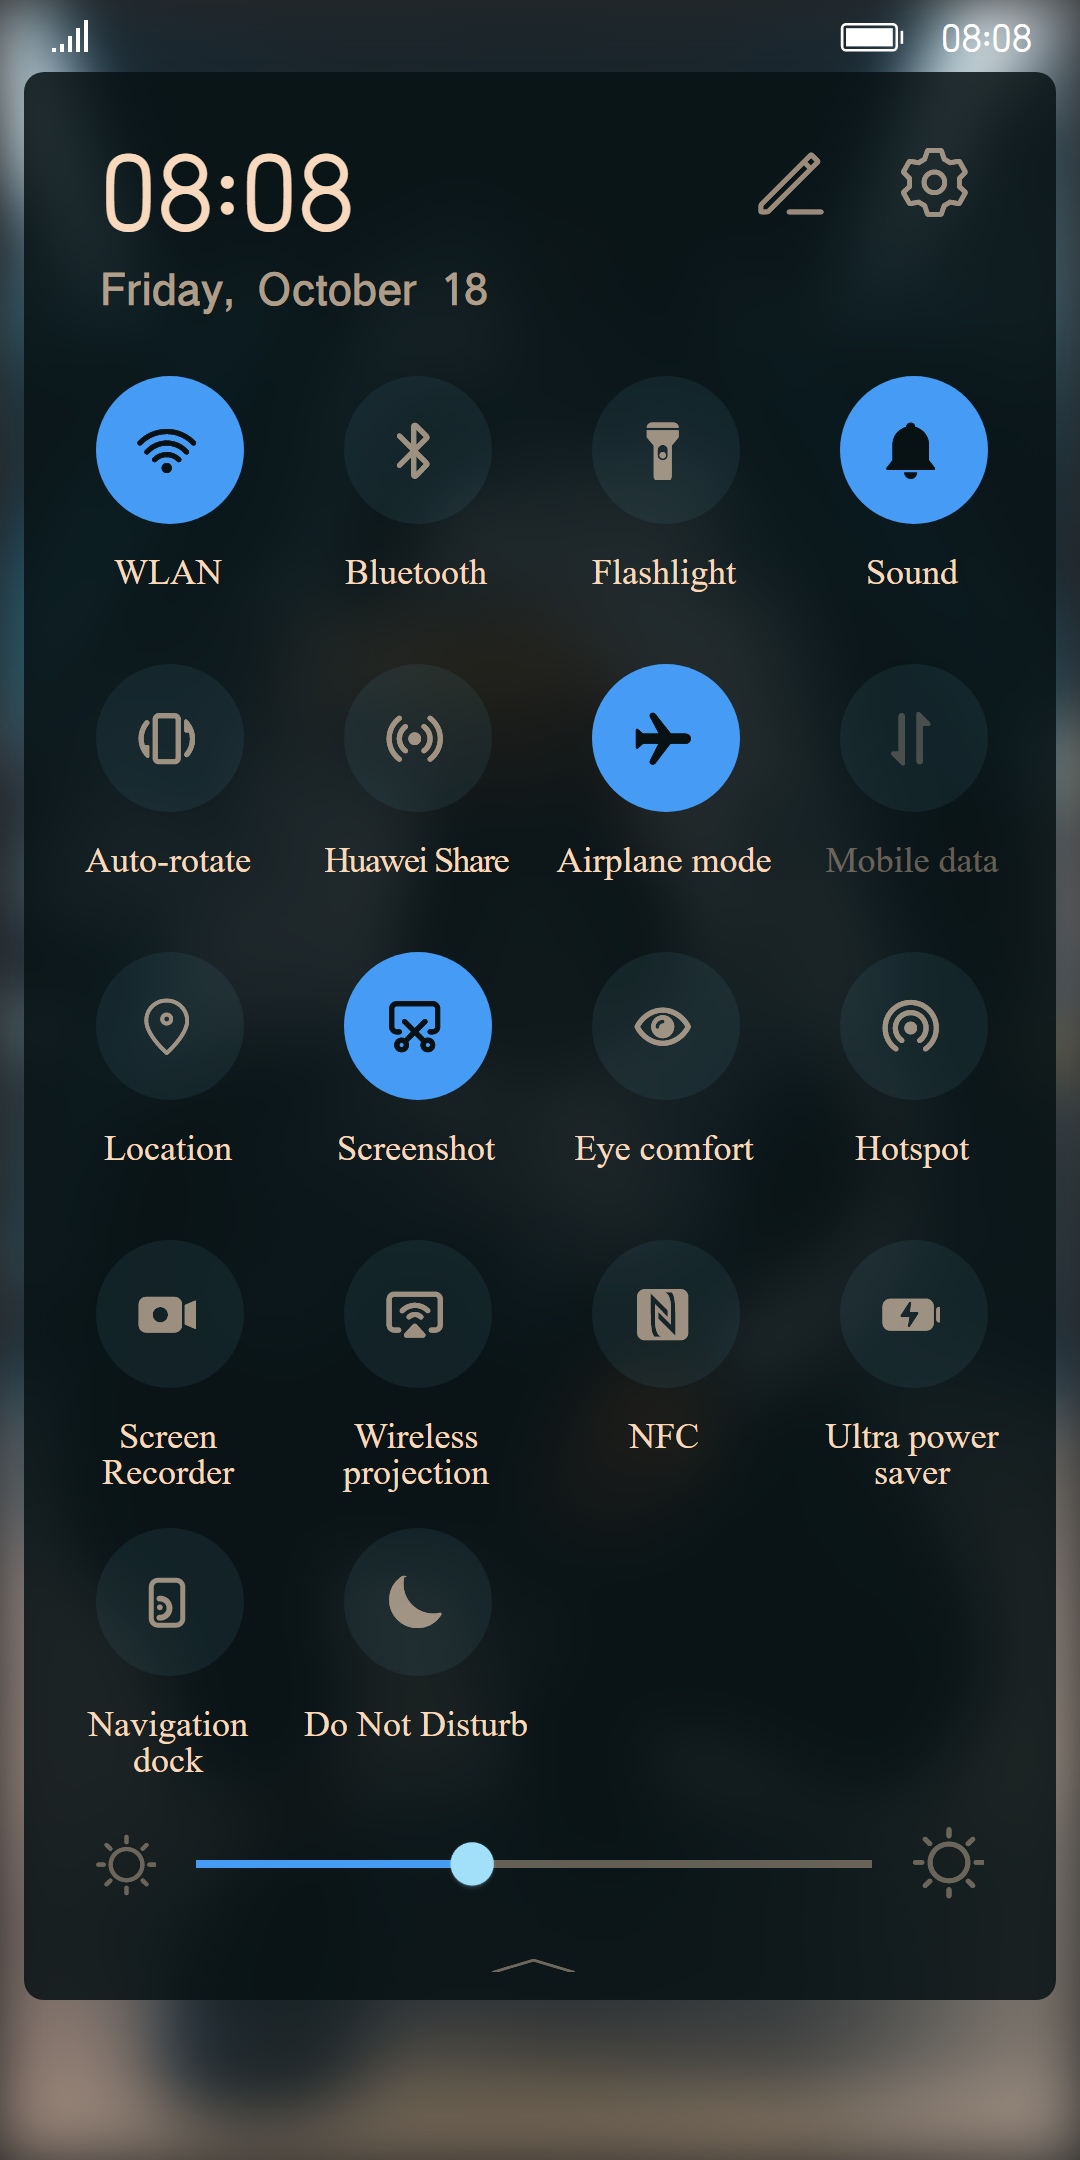 08:08
08:08
Friday, October 18
WLAN
Bluetooth
Flashlight
Sound
Auto-rotate
Huawei Share
Airplane mode
Mobile data
Location
Screenshot
Eye comfort
Hotspot
Screen
Recorder
Wireless
projection
NFC
Ultra power
saver
Navigation
dock
Do Not Disturb